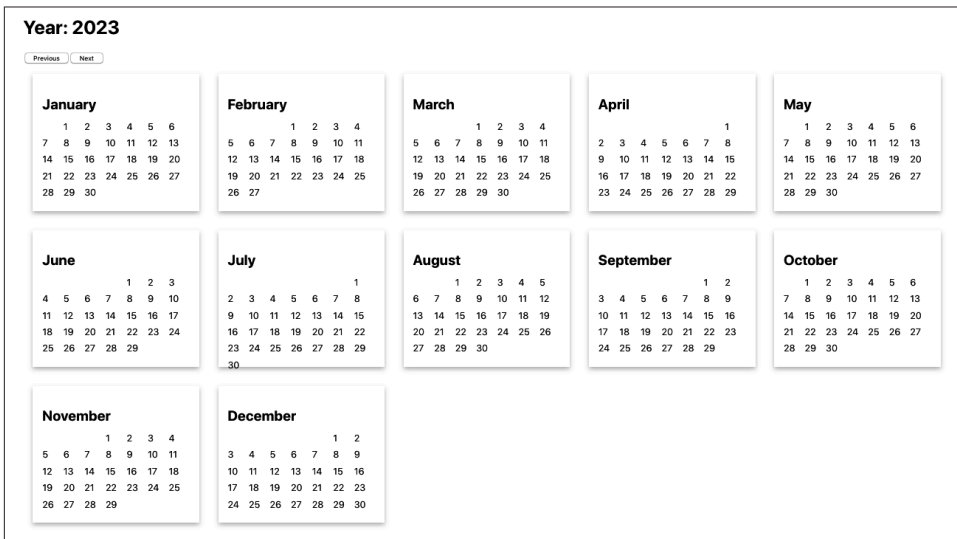 Year: 2023
Previous Next
January
1 2 3 4 5 6
7 8 9 10 11 12 13
14 15 16 17 18 19 20
21 22 23 24 25 26 27
28 29 30
February
1 2 3 4
5 6 7 8 9 10 11
12 13 14 15 16 17 18
19 20 21 22 23 24 25
26 27
March
1 2 3 4
5 6 7 8 9 10 11
12 13 14 15 16 17 18
19 20 21 22 23 24 25
26 27 28 29 30
April
1
2 3 4 5 6 7 8
9 10 11 12 13 14 15
16 17 18 19 20 21 22
23 24 25 26 27 28 29
May
1 2 3 4 5 6
7 8 9 10 11 12 13
14 15 16 17 18 19 20
21 22 23 24 25 26 27
28 29 30
June
1 2 3
4 5 6 7 8 9 10
11 12 13 14 15 16 17
18 19 20 21 22 23 24
25 26 27 28 29
July
1
2 3 4 5 6 7 8
9 10 11 12 13 14 15
16 17 18 19 20 21 22
23 24 25 26 27 28 29
30
August
1 2 3 4 5
6 7 8 9 10 11 12
13 14 15 16 17 18 19
20 21 22 23 24 25 26
27 28 29 30
September
1 2
3 4 5 6 7 8 9
10 11 12 13 14 15 16
17 18 19 20 21 22 23
24 25 26 27 28 29
October
1 2 3 4 5 6
7 8 9 10 11 12 13
14 15 16 17 18 19 20
21 22 23 24 25 26 27
28 29 30
November
1 2 3 4
5 6 7 8 9 10 11
12 13 14 15 16 17 18
19 20 21 22 23 24 25
26 27 28 29
December
1 2
3 4 5 6 7 8 9
10 11 12 13 14 15 16
17 18 19 20 21 22 23
24 25 26 27 28 29 30